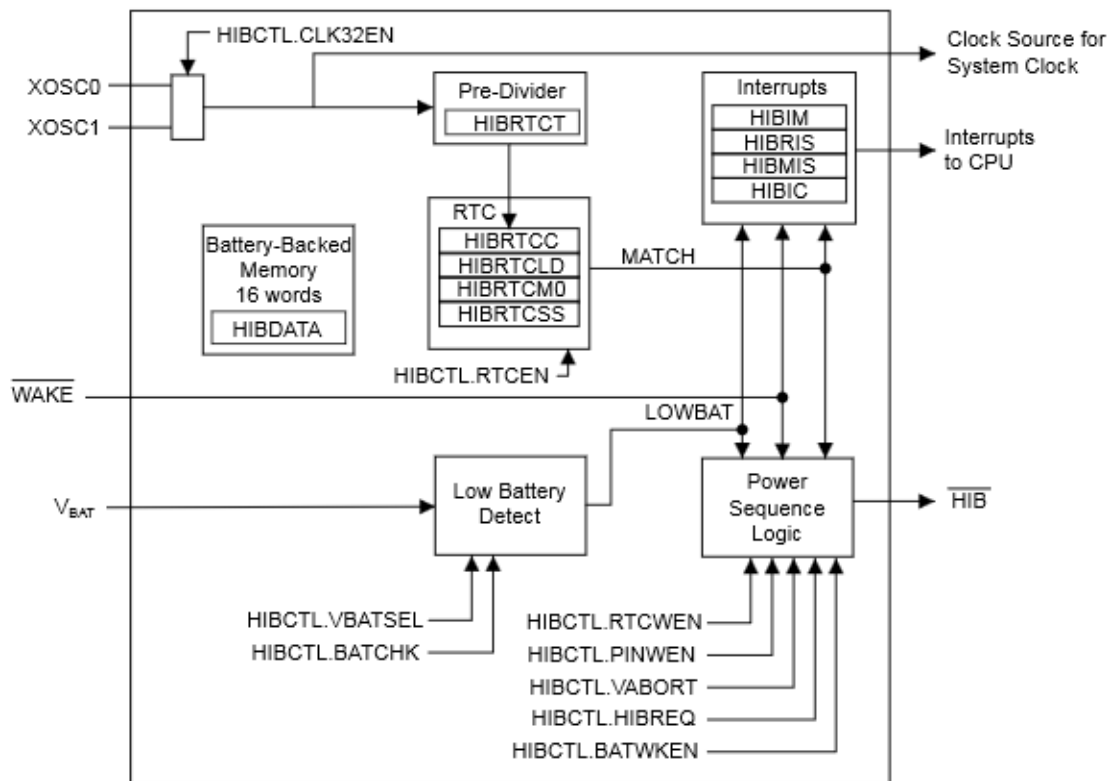 HIBCTL.CLK32EN
XOSC0
XOSC1
Clock Source for
System Clock
Pre-Divider
HIBRTCT
Interrupts
HIBIM
HIBRIS
HIBMIS
HIBIC
Interrupts
to CPU
RTC
HIBRTCC
HIBRTCLD
HIBRTCM0
HIBRTCSS
MATCH
Battery-Backed
Memory
16 words
HIBDATA
HIBCTL.RTCEN
WAKE
LOWBAT
VBAT
Low Battery
Detect
Power
Sequence
Logic
HIB
HIBCTL.VBATSEL
HIBCTL.BATCHK
HIBCTL.RTCWEN
HIBCTL.PINWEN
HIBCTL.VABORT
HIBCTL.HIBREQ
HIBCTL.BATWKEN